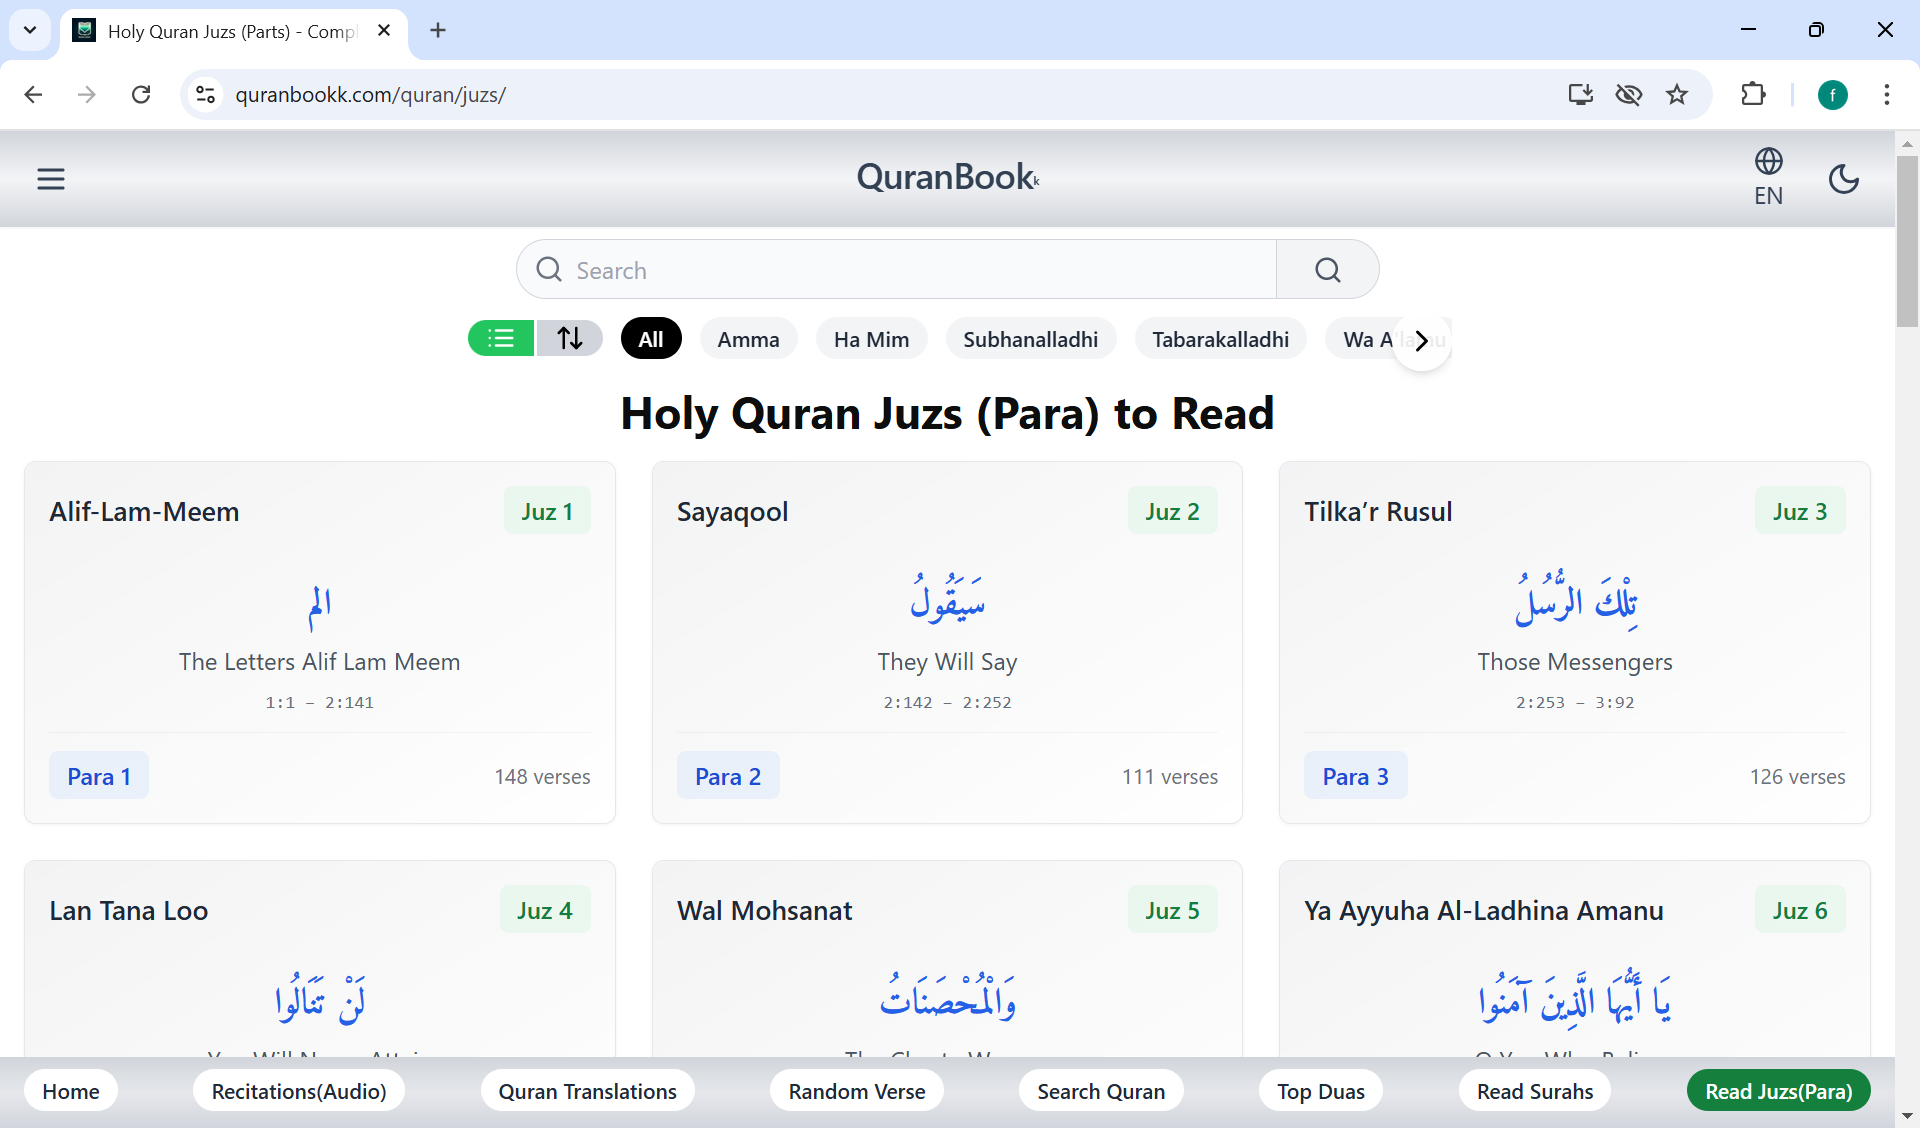 Holy Quran Juzs (Parts) - Compl
quranbookk.com/quran/juzs/
f
QuranBookk
EN
Search
All
Amma
Ha Mim
Subhanalladhi
Tabarakalladhi
Holy Quran Juzs (Para) to Read
Alif-Lam-Meem
Juz 1
الم
The Letters Alif Lam Meem
1:1 – 2:141
Para 1
148 verses
Sayaqool
Juz 2
سَيَقُولُ
They Will Say
2:142 – 2:252
Para 2
111 verses
Tilka’r Rusul
Juz 3
تِلْكَ الرُّسُلُ
Those Messengers
2:253 – 3:92
Para 3
126 verses
Lan Tana Loo
Juz 4
لَنْ تَنَالُوا
Wal Mohsanat
Juz 5
وَالْمُحْصَنَاتُ
Ya Ayyuha Al-Ladhina Amanu
Juz 6
يَا أَيُّهَا الَّذِينَ آمَنُوا
Home
Recitations(Audio)
Quran Translations
Random Verse
Search Quran
Top Duas
Read Surahs
Read Juzs(Para)